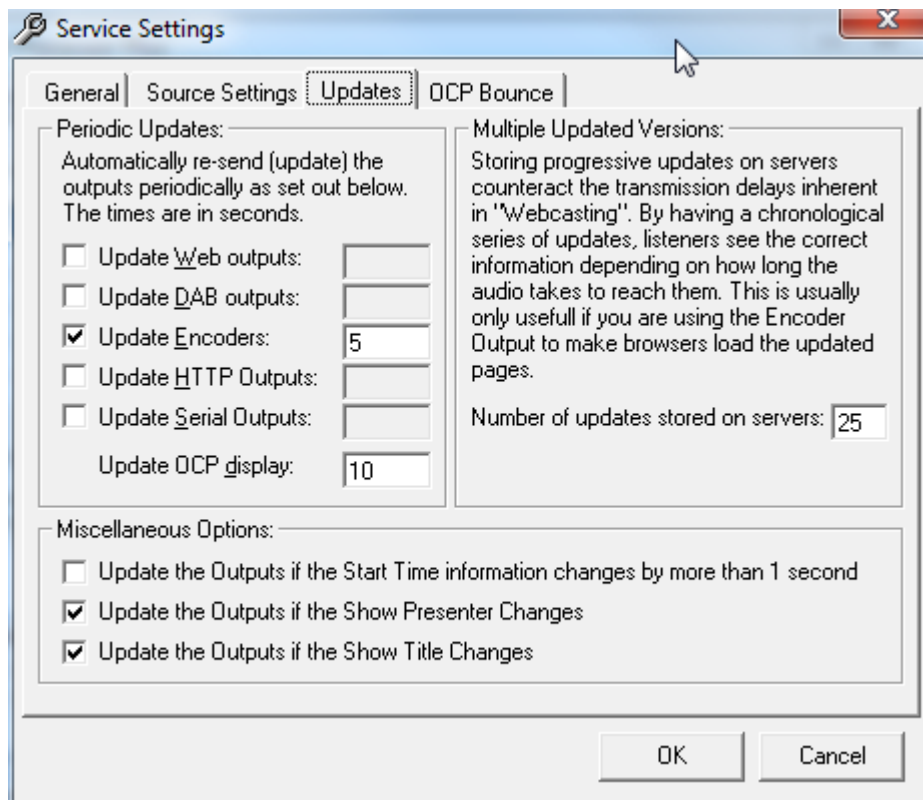 Service Settings
General
Source Settings
Updates
OCP Bounce
Periodic Updates:
Automatically re-send (update) the
outputs periodically as set out below.
The times are in seconds.
Update Web outputs:
Update DAB outputs:
Update Encoders: 5
Update HTTP Outputs:
Update Serial Outputs:
Update OCP display: 10
Multiple Updated Versions:
Storing progressive updates on servers
counteract the transmission delays inherent
in "Webcasting". By having a chronological
series of updates, listeners see the correct
information depending on how long the
audio takes to reach them. This is usually
only usefull if you are using the Encoder
Output to make browsers load the updated
pages.
Number of updates stored on servers: 25
Miscellaneous Options:
Update the Outputs if the Start Time information changes by more than 1 second
Update the Outputs if the Show Presenter Changes
Update the Outputs if the Show Title Changes
OK
Cancel